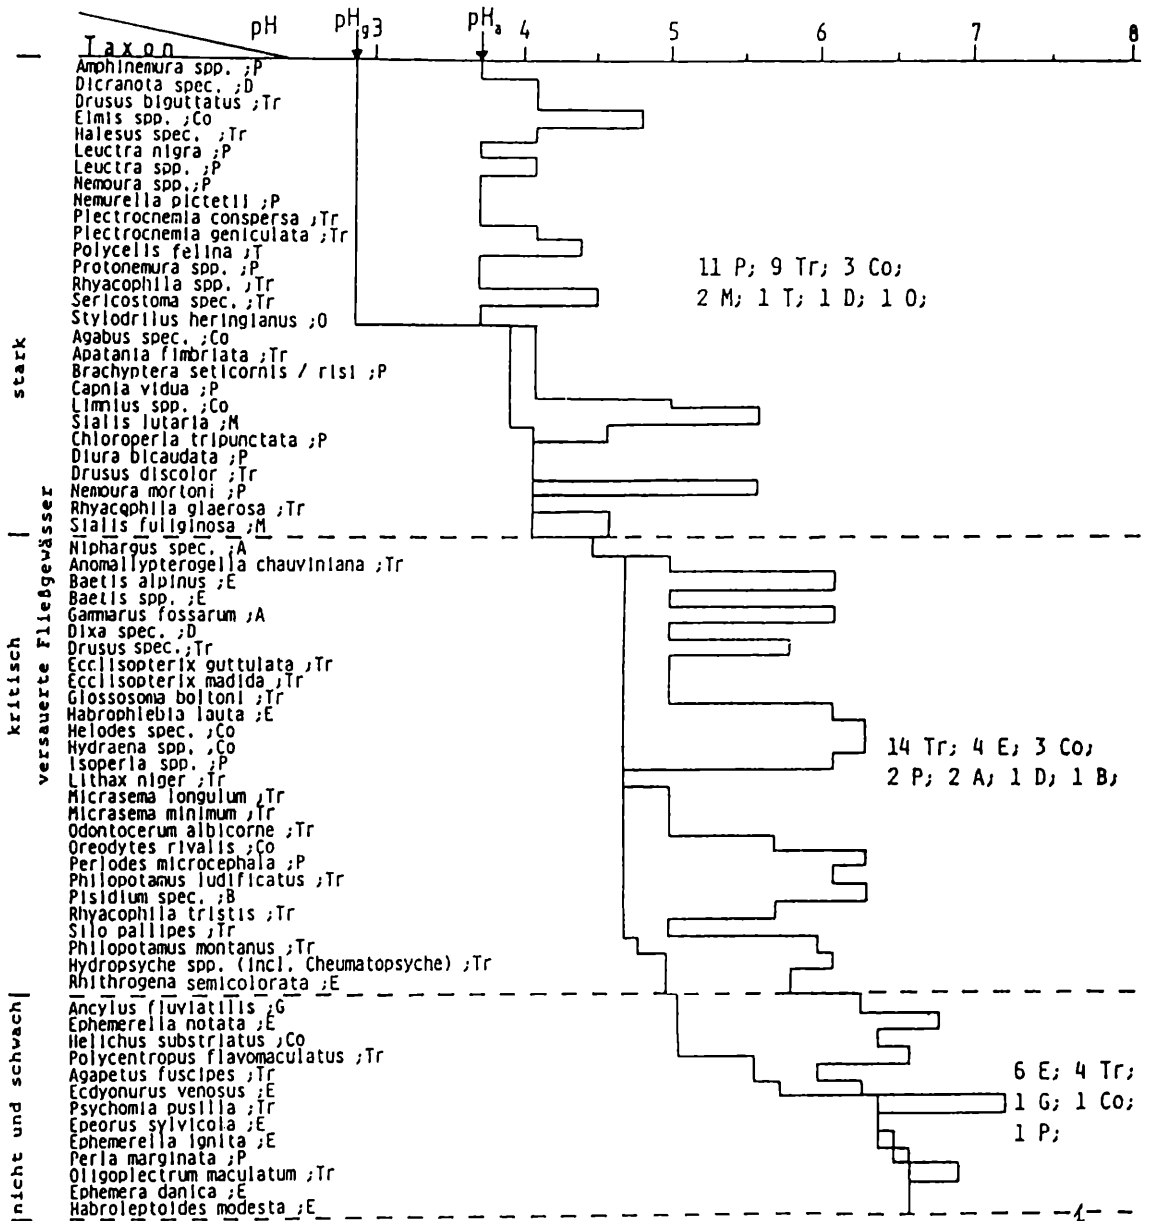 pH pHg3 pHa 4 5 6 7 8
Taxon
Amphinemura spp. ;P
Dicranota spec. ;D
Drusus biguttatus ;Tr
Elmis spp. ;Co
Halesus spec. ;Tr
Leuctra nigra ;P
Leuctra spp. ;P
Nemoura spp.;P
Nemurella pictetii ;P
Plectrocnemia conspersa ;Tr
Plectrocnemia geniculata ;Tr
Polycelis felina ;T
Protonemura spp. ;P
Rhyacophila spp. ;Tr
Sericostoma spec. ;Tr
Stylodrilus heringianus ;O
Agabus spec. ;Co
Apatania fimbriata ;Tr
Brachyptera seticornis / risi ;P
Capnia vidua ;P
Limnius spp. ;Co
Sialis lutaria ;M
Chloroperla tripunctata ;P
Diura bicaudata ;P
Drusus discolor ;Tr
Nemoura mortoni ;P
Rhyacophila glaerosa ;Tr
Sialis fuliginosa ;M
11 P; 9 Tr; 3 Co;
2 M; 1 T; 1 D; 1 O;
stark
Niphargus spec. ;A
Anomalypterogella chauviniana ;Tr
Baetis alpinus ;E
Baetis spp. ;E
Gammarus fossarum ;A
Dixa spec. ;D
Drusus spec.;Tr
Ecclisopterix guttulata ;Tr
Ecclisopterix madida ;Tr
Glossosoma boltoni ;Tr
Habrophlebia lauta ;E
Helodes spec. ;Co
Hydraena spp. ;Co
Isoperla spp. ;P
Lithax niger ;Tr
Micrasema longulum ;Tr
Micrasema minimum ;Tr
Odontocerum albicorne ;Tr
Oreodytes rivalis ;Co
Perlodes microcephala ;P
Philopotamus ludificatus ;Tr
Pisidium spec. ;B
Rhyacophila tristis ;Tr
Silo pallipes ;Tr
Philopotamus montanus ;Tr
Hydropsyche spp. (incl. Cheumatopsyche) ;Tr
Rhithrogena semicolorata ;E
14 Tr; 4 E; 3 Co;
2 P; 2 A; 1 D; 1 B;
kritisch
versauerte Fließgewässer
Ancylus fluviatilis ;G
Ephemerella notata ;E
Helichus substriatus ;Co
Polycentropus flavomaculatus ;Tr
Agapetus fuscipes ;Tr
Ecdyonurus venosus ;E
Psychomia pusilla ;Tr
Epeorus sylvicola ;E
Ephemerella ignita ;E
Perla marginata ;P
Oligoplectrum maculatum ;Tr
Ephemera danica ;E
Habroleptoides modesta ;E
6 E; 4 Tr;
1 G; 1 Co;
1 P;
nicht und schwach